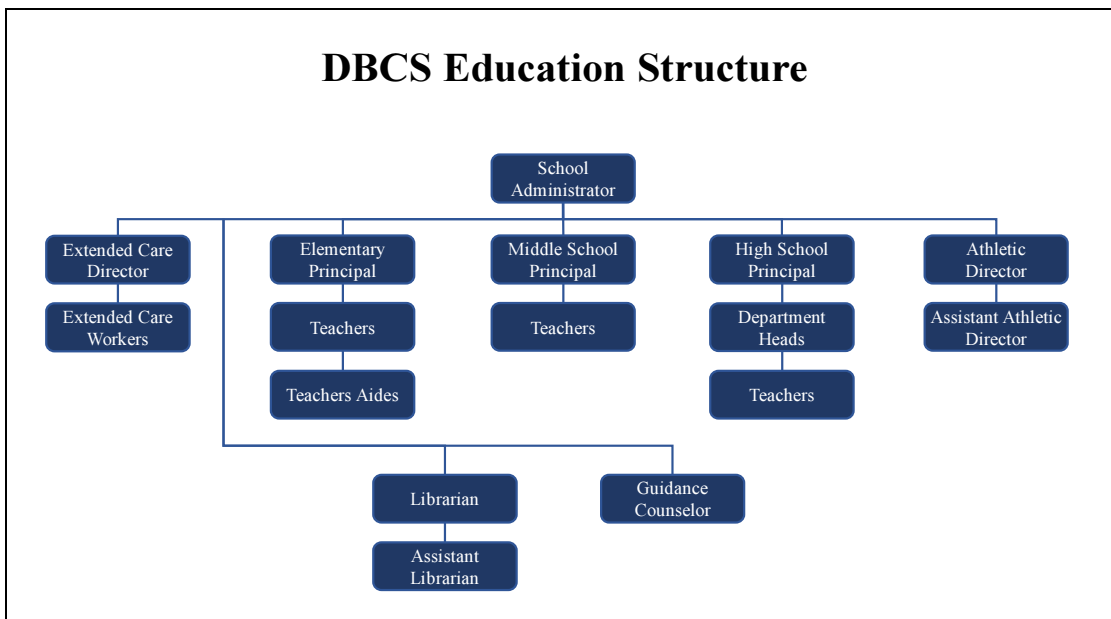 DBCS Education Structure
School
Administrator
Extended Care
Director
Elementary
Principal
Middle School
Principal
High School
Principal
Athletic
Director
Extended Care
Workers
Teachers
Teachers
Department
Heads
Assistant Athletic
Director
Teachers Aides
Teachers
Librarian
Guidance
Counselor
Assistant
Librarian